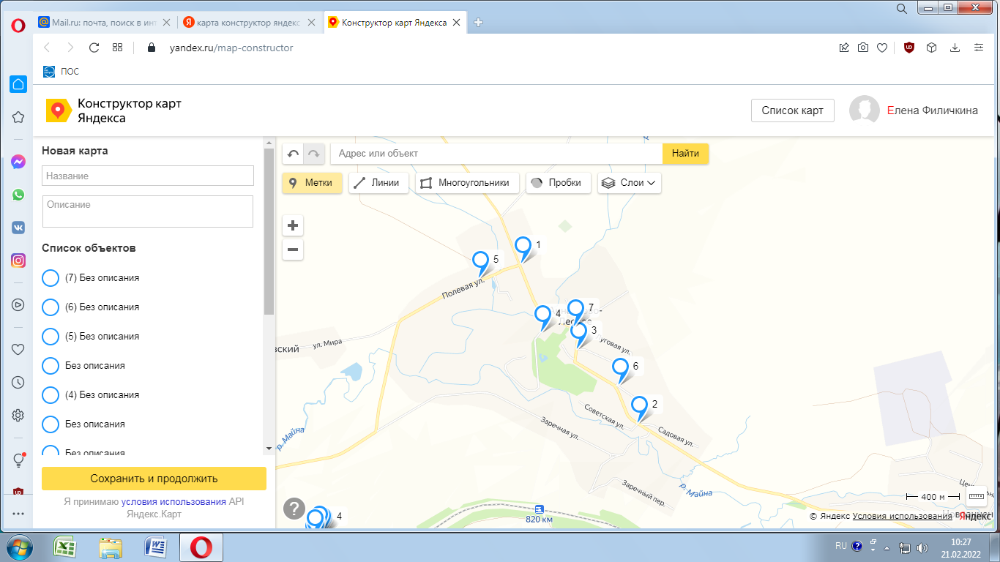 Mail.ru: почта, поиск в инт
карта конструктор яндекс
Конструктор карт Яндекса
yandex.ru/map-constructor
ПОС
Конструктор карт
Яндекса
Список карт
Елена Филичкина
Новая карта
Название
Описание
Список объектов
(7) Без описания
(6) Без описания
(5) Без описания
Без описания
(4) Без описания
Без описания
Без описания
Сохранить и продолжить
Я принимаю условия использования API
Яндекс.Карт
Адрес или объект
Найти
Метки
Линии
Многоугольники
Пробки
Слои
1
5
Полевая ул.
7
4
3
ул. Мира
вский
6
2
Советская ул.
Заречная ул.
Садовая ул.
р. Майна
р. Майна
Заречный пер.
820 км
4
?
400 м
© Яндекс Условия использования
Яндекс
RU
10:27
21.02.2022